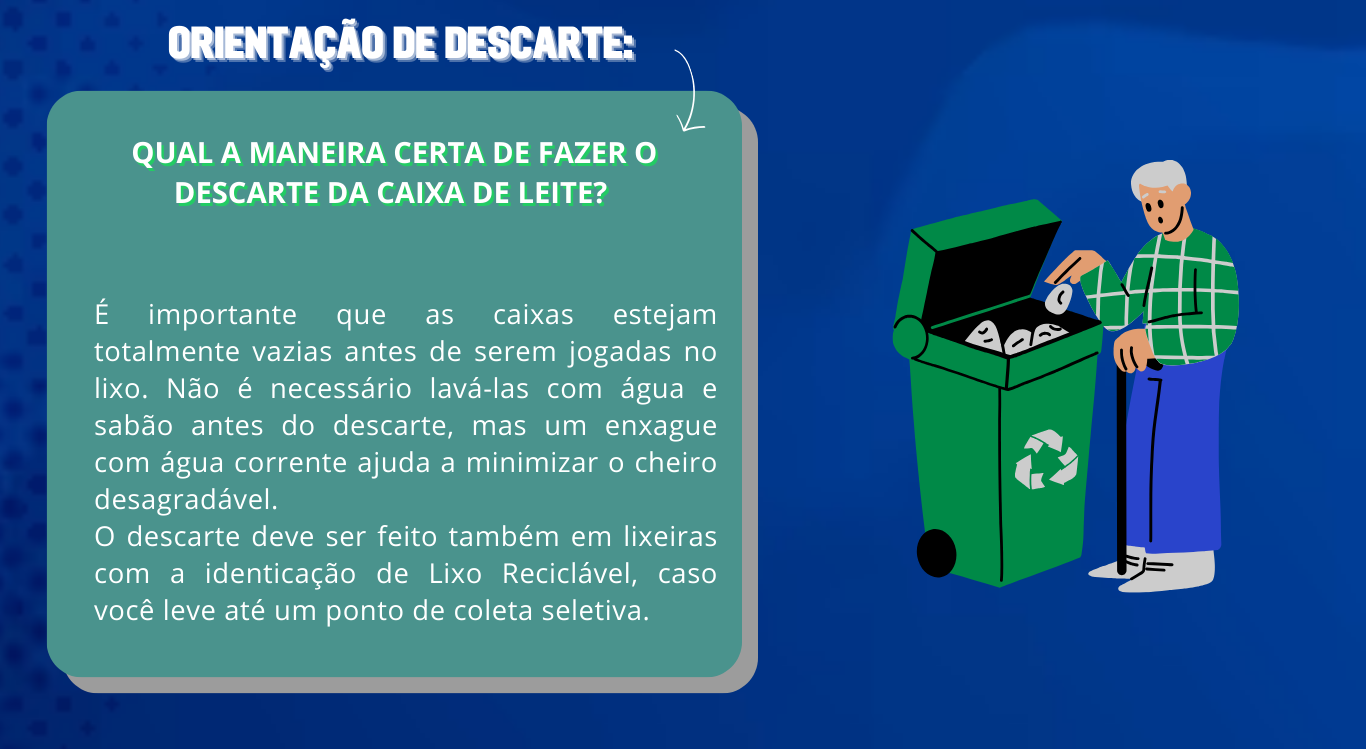 ORIENTAÇÃO DE DESCARTE:
QUAL A MANEIRA CERTA DE FAZER O
DESCARTE DA CAIXA DE LEITE?
É importante que as caixas estejam
totalmente vazias antes de serem jogadas no
lixo. Não é necessário lavá-las com água e
sabão antes do descarte, mas um enxague
com água corrente ajuda a minimizar o cheiro
desagradável.
O descarte deve ser feito também em lixeiras
com a identicação de Lixo Reciclável, caso
você leve até um ponto de coleta seletiva.